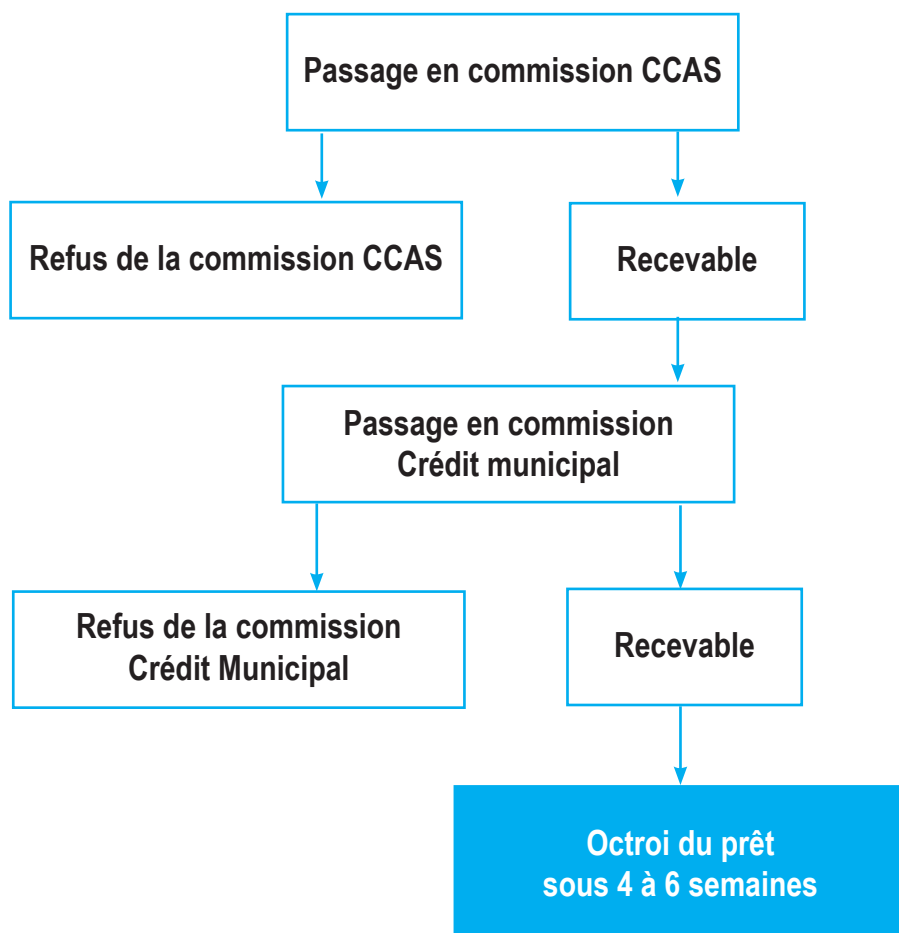 Passage en commission CCAS
Refus de la commission CCAS
Recevable
Passage en commission
Crédit municipal
Refus de la commission
Crédit Municipal
Recevable
Octroi du prêt
sous 4 à 6 semaines